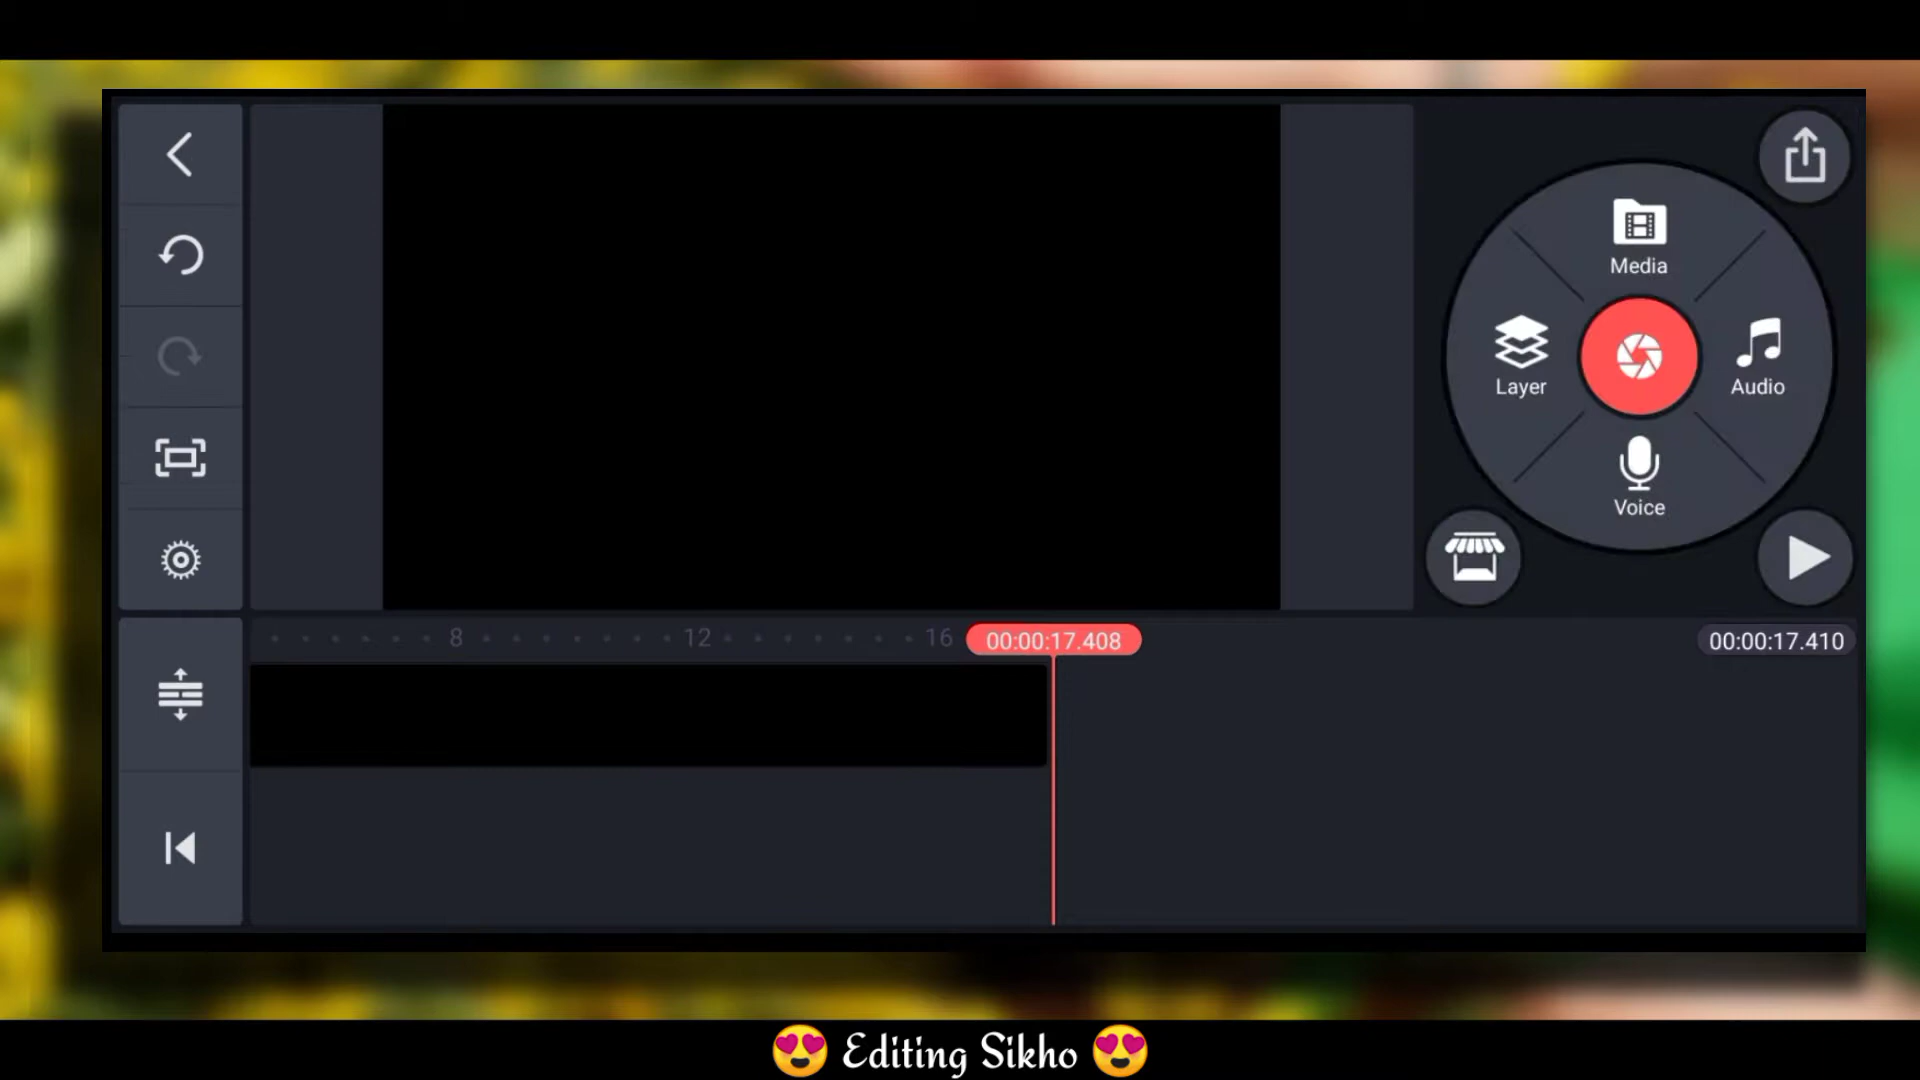 Media
Layer
Audio
Voice
8 12 16 00:00:17.408 00:00:17.410
😍 Editing Sikho 😍